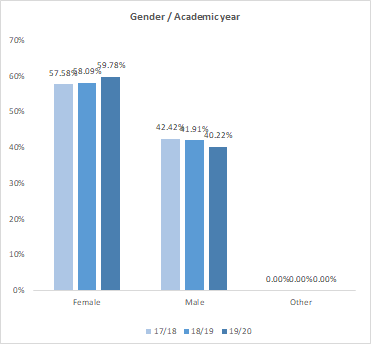 Gender / Academic year
70%
60%
50%
40%
30%
20%
10%
0%
57.58% 58.09% 59.78%
42.42% 41.91% 40.22%
0.00% 0.00% 0.00%
Female Male Other
17/18 18/19 19/20